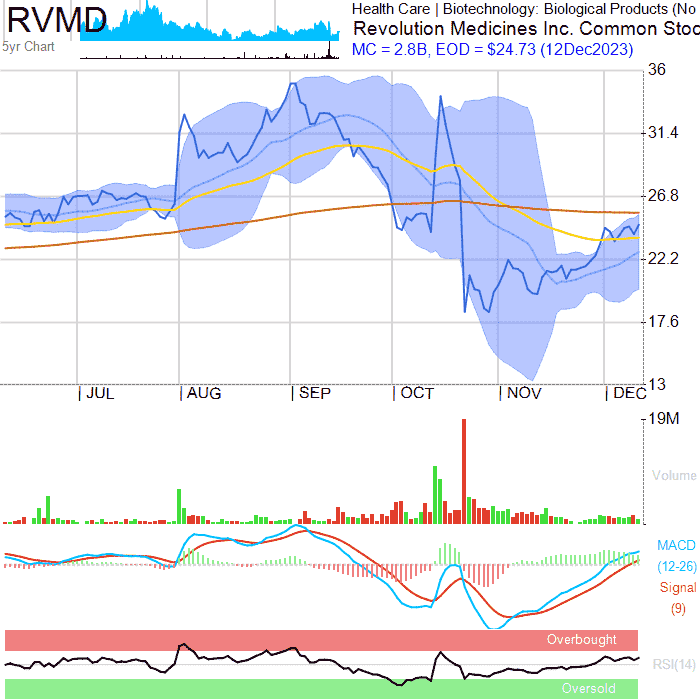 RVMD
5yr Chart
Health Care | Biotechnology: Biological Products (No
Revolution Medicines Inc. Common Stoc
MC = 2.8B, EOD = $24.73 (12Dec2023)
36
31.4
26.8
22.2
17.6
13
| JUL | AUG | SEP | OCT | NOV | DEC
19M
Volume
MACD
(12-26)
Signal
(9)
Overbought
RSI(14)
Oversold